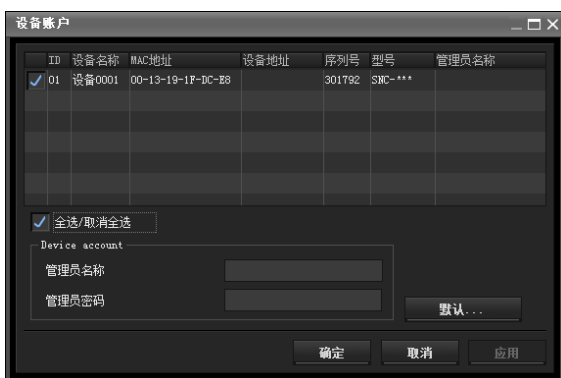 设备账户
ID 设备名称 MAC地址 设备地址 序列号 型号 管理员名称
01 设备0001 00-13-19-1F-DC-E8 301792 SNC-***
全选/取消全选
Device account
管理员名称
管理员密码
默认...
确定 取消 应用